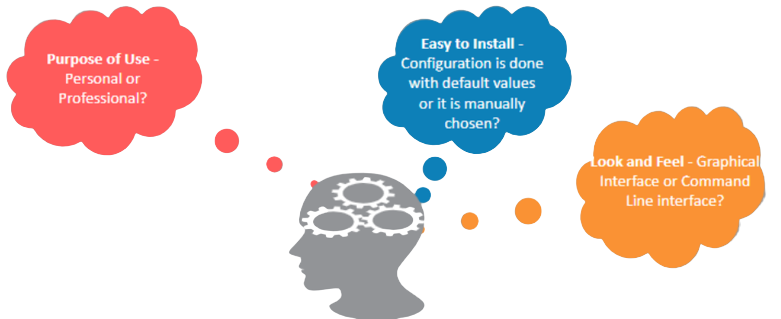 Purpose of Use -
Personal or
Professional?
Easy to Install -
Configuration is done
with default values
or it is manually
chosen?
Look and Feel - Graphical
Interface or Command
Line interface?